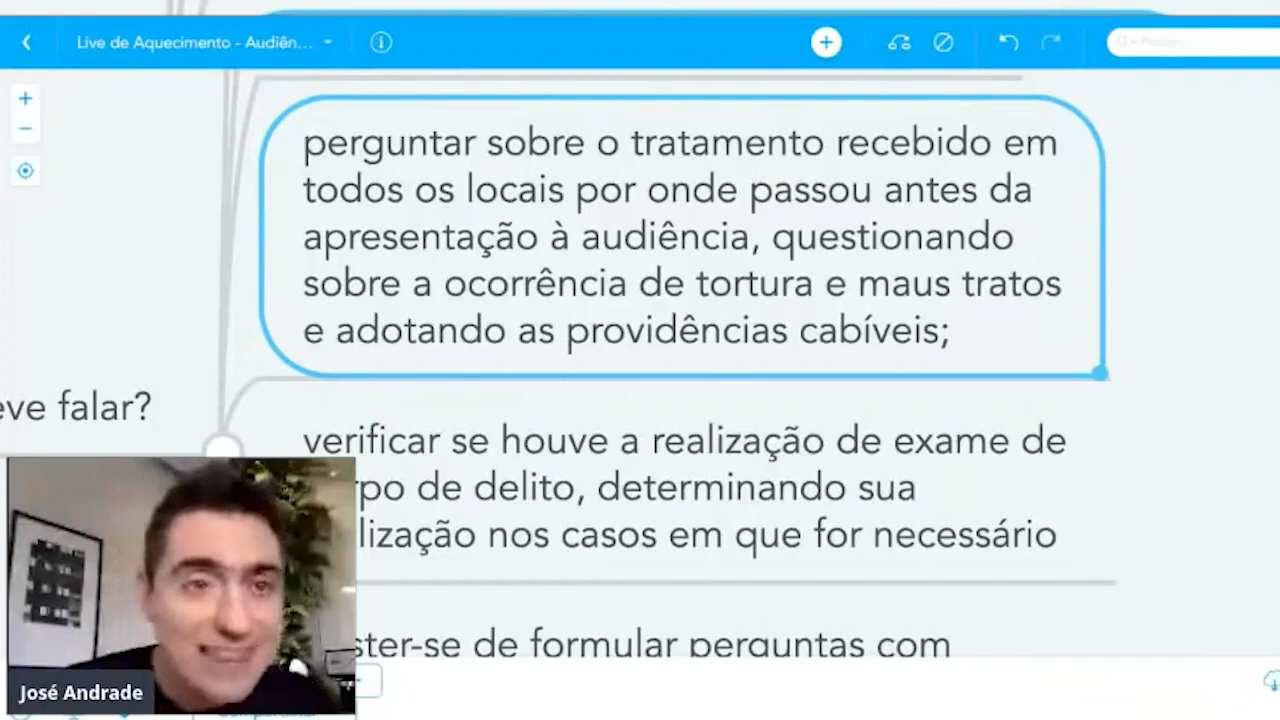 Live de Aquecimento - Audiên...
perguntar sobre o tratamento recebido em
todos os locais por onde passou antes da
apresentação à audiência, questionando
sobre a ocorrência de tortura e maus tratos
e adotando as providências cabíveis;
eve falar?
verificar se houve a realização de exame de
rpo de delito, determinando sua
lização nos casos em que for necessário
ster-se de formular perguntas com
José Andrade